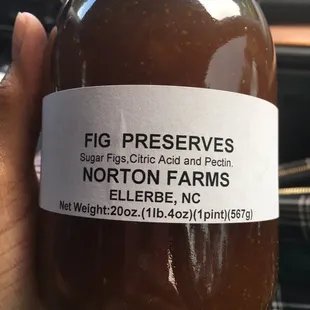 FIG PRESERVES
Sugar Figs,Citric Acid and Pectin.
NORTON FARMS
ELLERBE, NC
Net Weight:20oz.(1lb.4oz)(1pint)(567g)